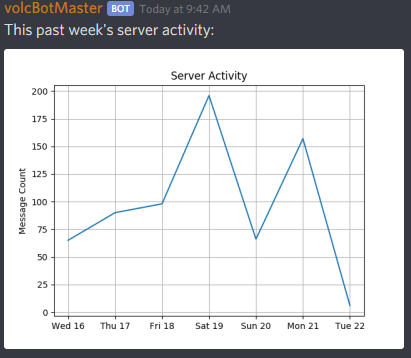 volcBotMaster BOT Today at 9:42 AM
This past week's server activity:
Server Activity
200
175
150
125
100
75
50
25
0
Message Count
Wed 16 Thu 17 Fri 18 Sat 19 Sun 20 Mon 21 Tue 22